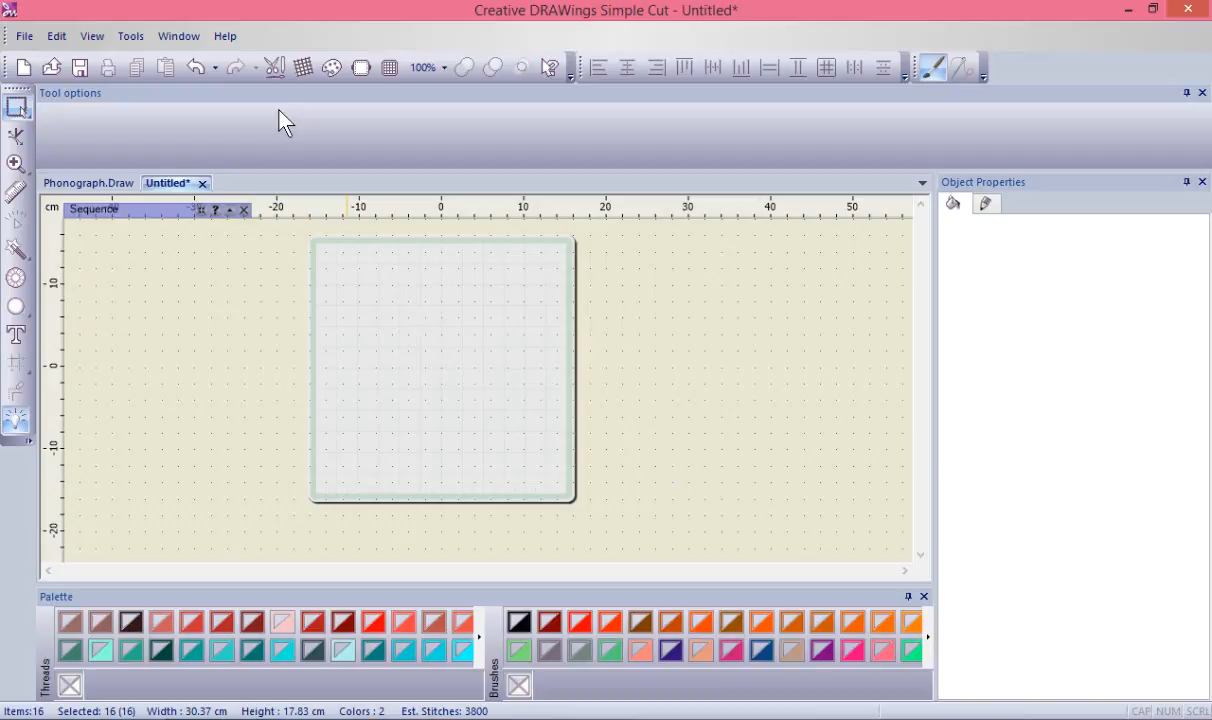 Creative DRAWings Simple Cut - Untitled*
File Edit View Tools Window Help
100%
Tool options
Phonograph.Draw Untitled*
Object Properties
cm -20 -10 0 10 20 30 40 50
Sequence
10
0
-10
-20
Palette
Threads
Brushes
Items:16 Selected: 16 (16) Width : 30.37 cm Height : 17.83 cm Colors : 2 Est. Stitches: 3800 CAP NUM SCRL